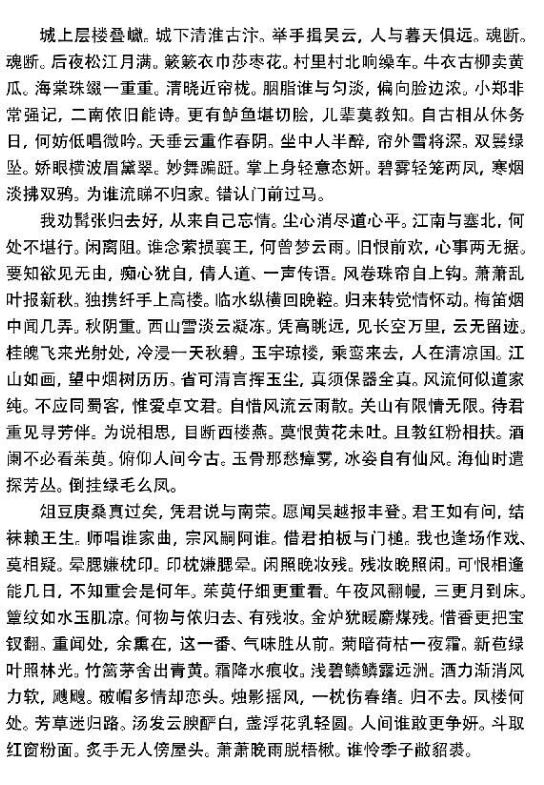 城上层楼叠巘。城下清淮古汴。举手揖吴云，人与暮天俱远。魂断。
魂断。后夜松江月满。簌簌衣巾莎枣花。村里村北响缲车。牛衣古柳卖黄
瓜。海棠珠缀一重重。清晓近帘栊。胭脂谁与匀淡，偏向脸边浓。小郑非
常强记，二南依旧能诗。更有鲈鱼堪切脍，儿辈莫教知。自古相从休务
日，何妨低唱微吟。天垂云重作春阴。坐中人半醉，帘外雪将深。双鬟绿
坠。娇眼横波眉黛翠。妙舞蹁跹。掌上身轻意态妍。碧雾轻笼两凤，寒烟
淡拂双鸦。为谁流睇不归家。错认门前过马。
我劝髯张归去好，从来自己忘情。尘心消尽道心平。江南与塞北，何
处不堪行。闲离阻。谁念萦损襄王，何曾梦云雨。旧恨前欢，心事两无据。
要知欲见无由，痴心犹自，倩人道、一声传语。风卷珠帘自上钩。萧萧乱
叶报新秋。独携纤手上高楼。临水纵横回晚鞚。归来转觉情怀动。梅笛烟
中闻几弄。秋阴重。西山雪淡云凝冻。凭高眺远，见长空万里，云无留迹。
桂魄飞来光射处，冷浸一天秋碧。玉宇琼楼，乘鸾来去，人在清凉国。江
山如画，望中烟树历历。省可清言挥玉尘，真须保器全真。风流何似道家
纯。不应同蜀客，惟爱卓文君。自惜风流云雨散。关山有限情无限。待君
重见寻芳伴。为说相思，目断西楼燕。莫恨黄花未吐。且教红粉相扶。酒
阑不必看茱萸。俯仰人间今古。玉骨那愁瘴雾，冰姿自有仙风。海仙时遣
探芳丛。倒挂绿毛么凤。
俎豆庚桑真过矣，凭君说与南荣。愿闻吴越报丰登。君王如有问，结
袜赖王生。师唱谁家曲，宗风嗣阿谁。借君拍板与门槌。我也逢场作戏、
莫相疑。晕腮嫌枕印。印枕嫌腮晕。闲照晚妆残。残妆晚照闲。可恨相逢
能几日，不知重会是何年。茱萸仔细更重看。午夜风翻幔，三更月到床。
簟纹如水玉肌凉。何物与侬归去、有残妆。金炉犹暖麝煤残。惜香更把宝
钗翻。重闻处，余熏在，这一番、气味胜从前。菊暗荷枯一夜霜。新苞绿
叶照林光。竹篱茅舍出青黄。霜降水痕收。浅碧鳞鳞露远洲。酒力渐消风
力软，飕飕。破帽多情却恋头。烛影摇风，一枕伤春绪。归不去。凤楼何
处。芳草迷归路。汤发云腴酽白，盏浮花乳轻圆。人间谁敢更争妍。斗取
红窗粉面。炙手无人傍屋头。萧萧晚雨脱梧楸。谁怜季子敝貂裘。